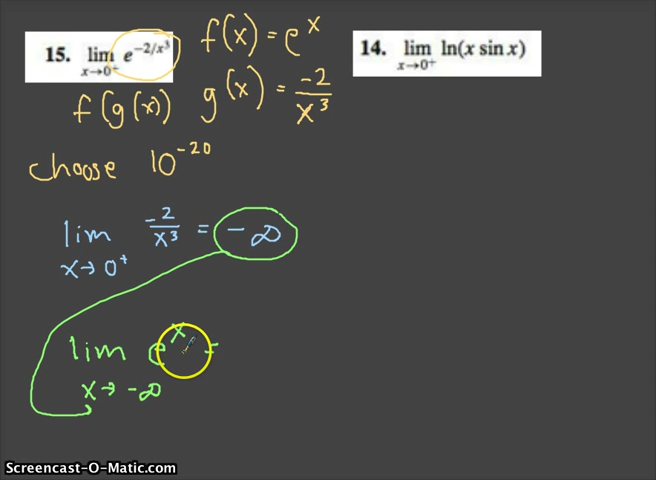 15. lim x→0⁺ e^(-2/x³)
f(x) = e^x
14. lim x→0⁺ ln(x sin x)
f(g(x)) g(x) = -2/x³
choose 10^-20
lim x→0⁺ -2/x³ = -∞
lim x→-∞ e^x =
Screencast-O-Matic.com